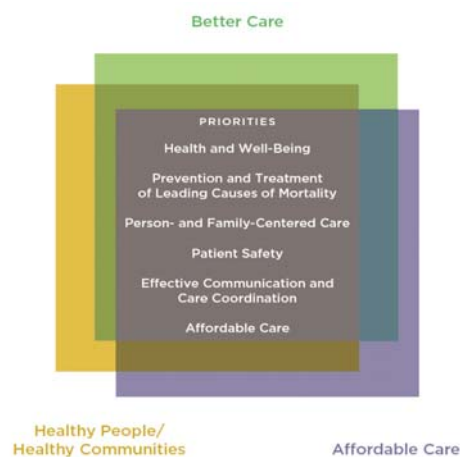 Better Care
PRIORITIES
Health and Well-Being
Prevention and Treatment
of Leading Causes of Mortality
Person- and Family-Centered Care
Patient Safety
Effective Communication and
Care Coordination
Affordable Care
Healthy People/
Healthy Communities
Affordable Care